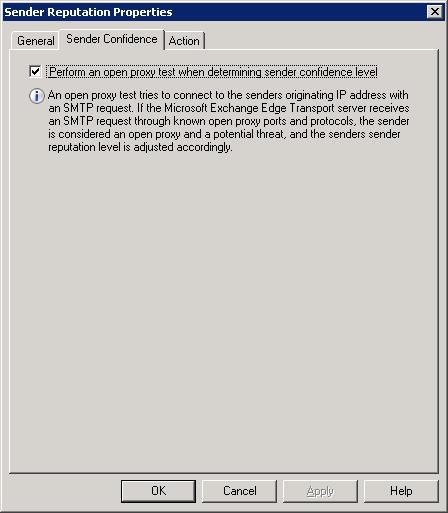 Sender Reputation Properties
General
Sender Confidence
Action
Perform an open proxy test when determining sender confidence level
An open proxy test tries to connect to the senders originating IP address with
an SMTP request. If the Microsoft Exchange Edge Transport server receives
an SMTP request through known open proxy ports and protocols, the sender
is considered an open proxy and a potential threat, and the senders sender
reputation level is adjusted accordingly.
OK
Cancel
Apply
Help